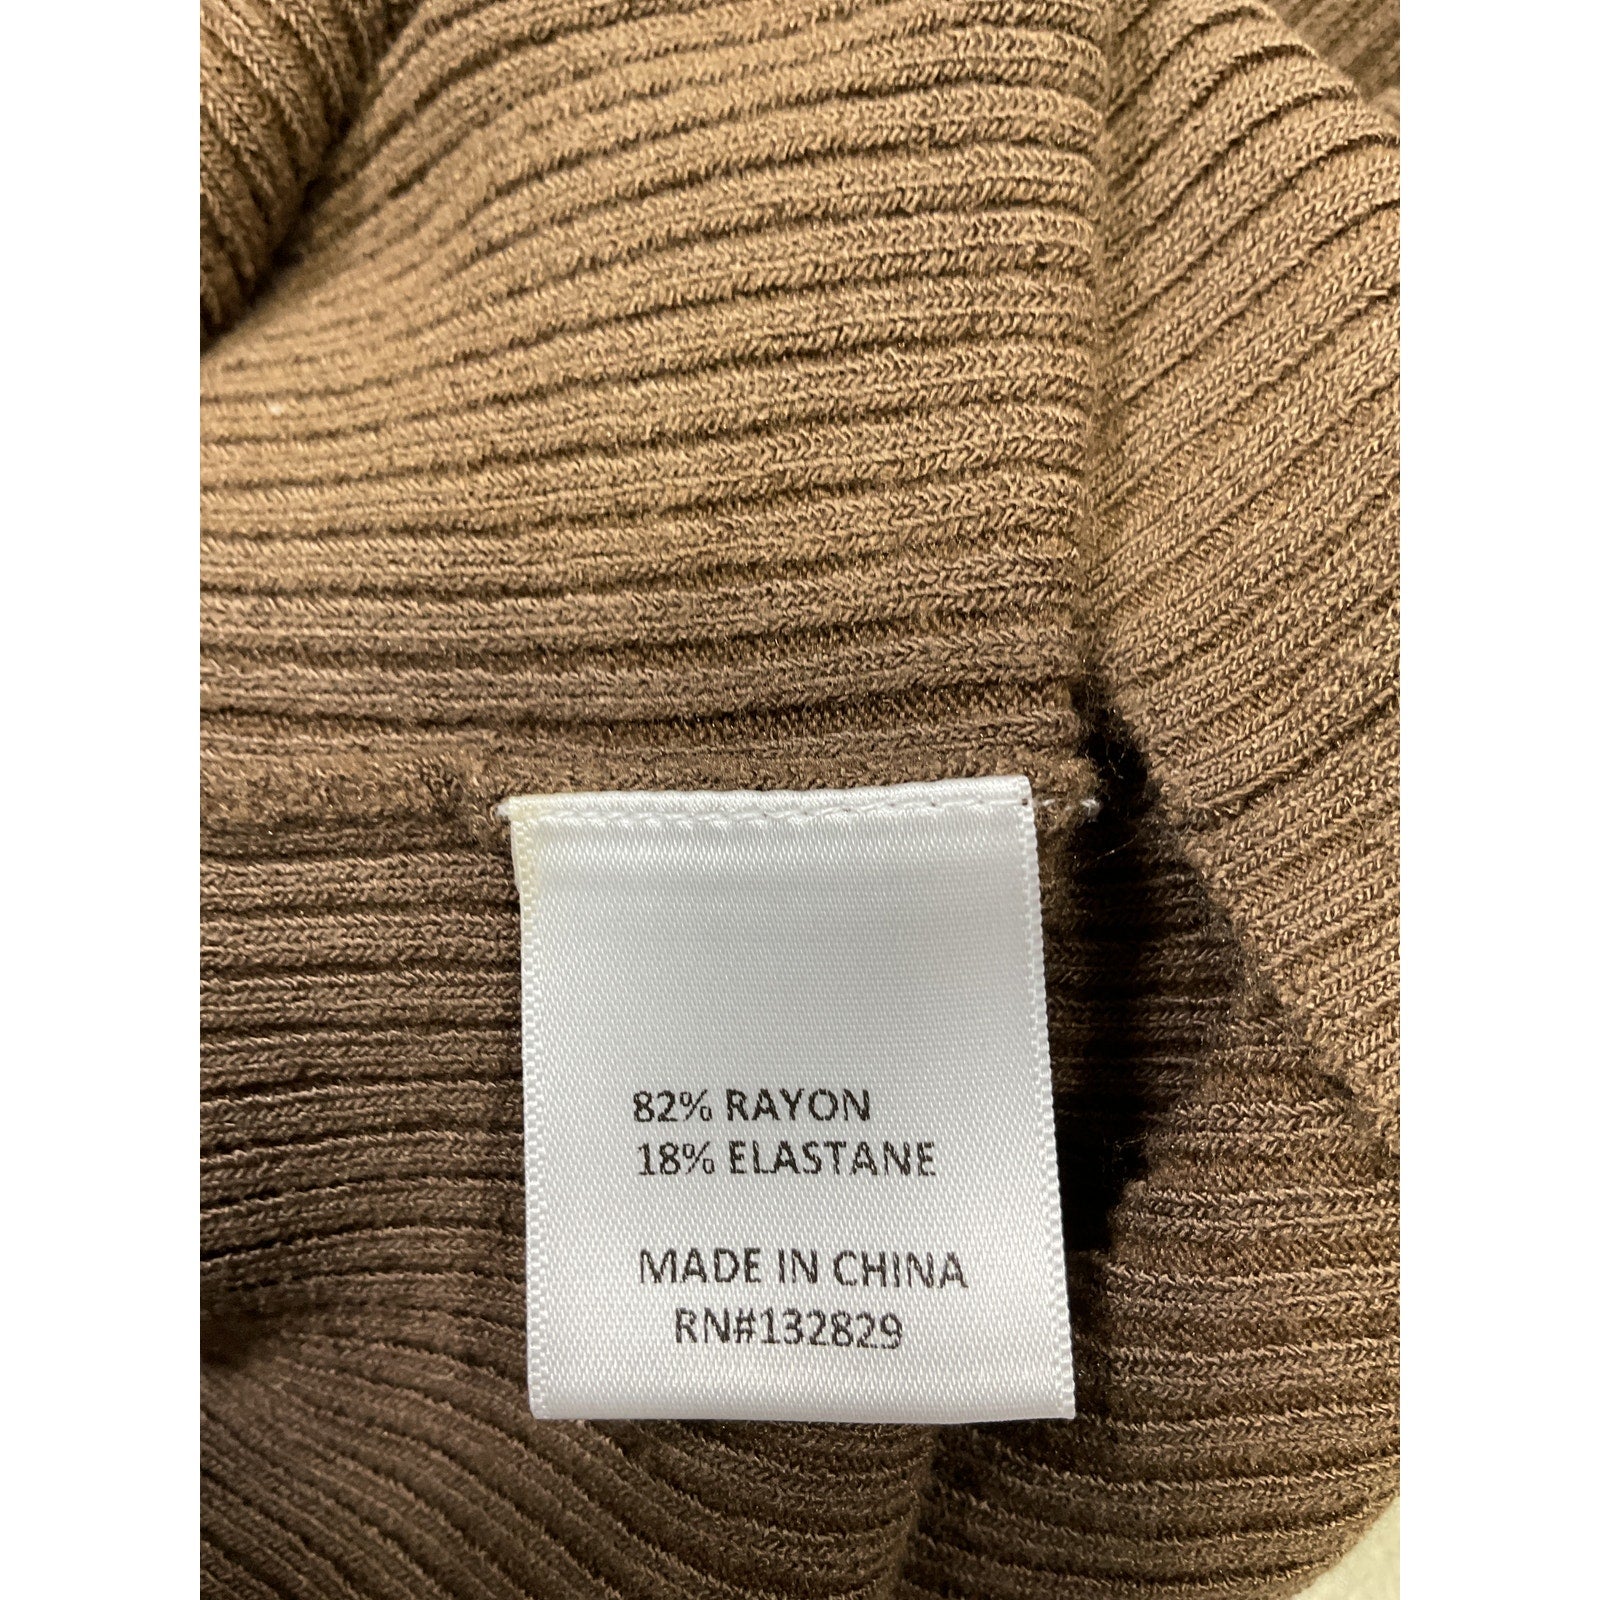 82% RAYON
18% ELASTANE
MADE IN CHINA
RN#132829